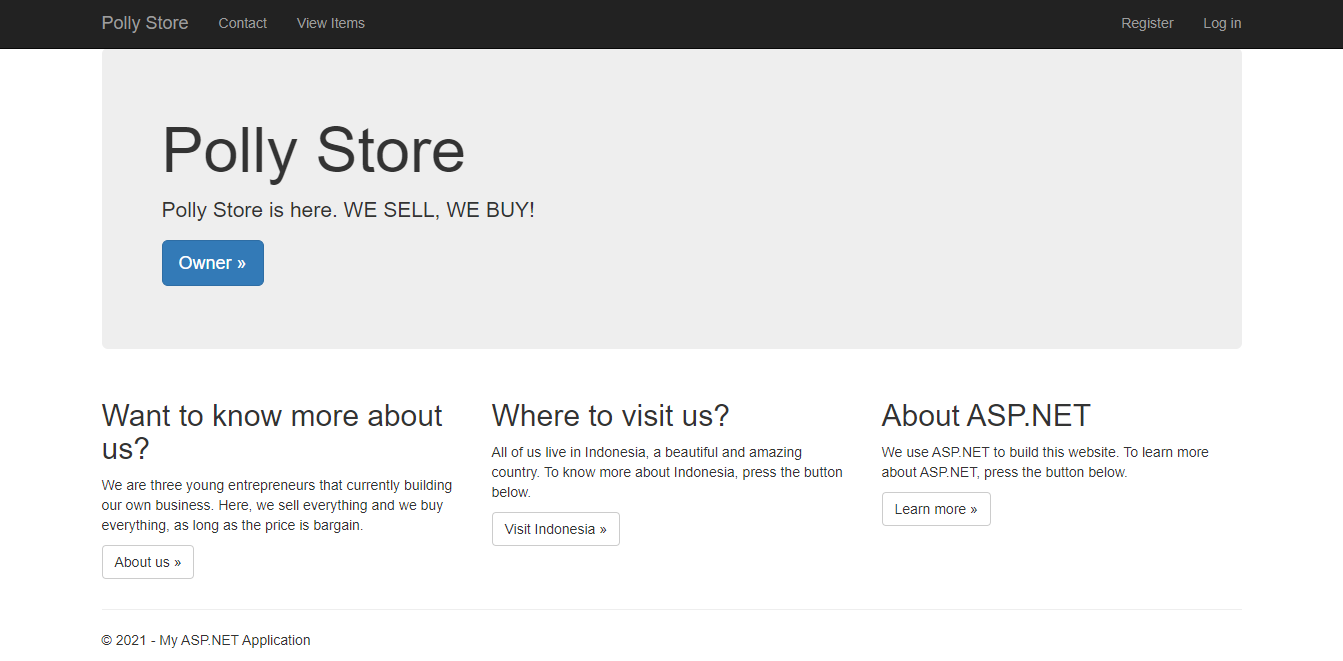 Polly Store Contact View Items Register Log in
Polly Store
Polly Store is here. WE SELL, WE BUY!
Owner »
Want to know more about
us?
We are three young entrepreneurs that currently building
our own business. Here, we sell everything and we buy
everything, as long as the price is bargain.
About us »
Where to visit us?
All of us live in Indonesia, a beautiful and amazing
country. To know more about Indonesia, press the button
below.
Visit Indonesia »
About ASP.NET
We use ASP.NET to build this website. To learn more
about ASP.NET, press the button below.
Learn more »
© 2021 - My ASP.NET Application